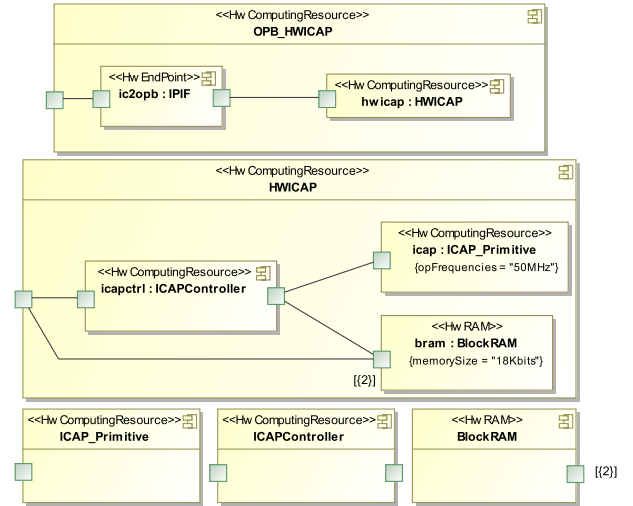 <<Hw ComputingResource>>
OPB_HWICAP
<<Hw EndPoint>>
ic2opb : IPIF
<<Hw ComputingResource>>
hwicap : HWICAP
<<Hw ComputingResource>>
HWICAP
<<Hw ComputingResource>>
icap : ICAP_Primitive
{opFrequencies = "50MHz"}
<<Hw ComputingResource>>
icapctrl : ICAPController
<<Hw RAM>>
bram : BlockRAM
{memorySize = "18Kbits"}
[{2}]
<<Hw ComputingResource>>
ICAP_Primitive
<<Hw ComputingResource>>
ICAPController
<<Hw RAM>>
BlockRAM
[{2}]